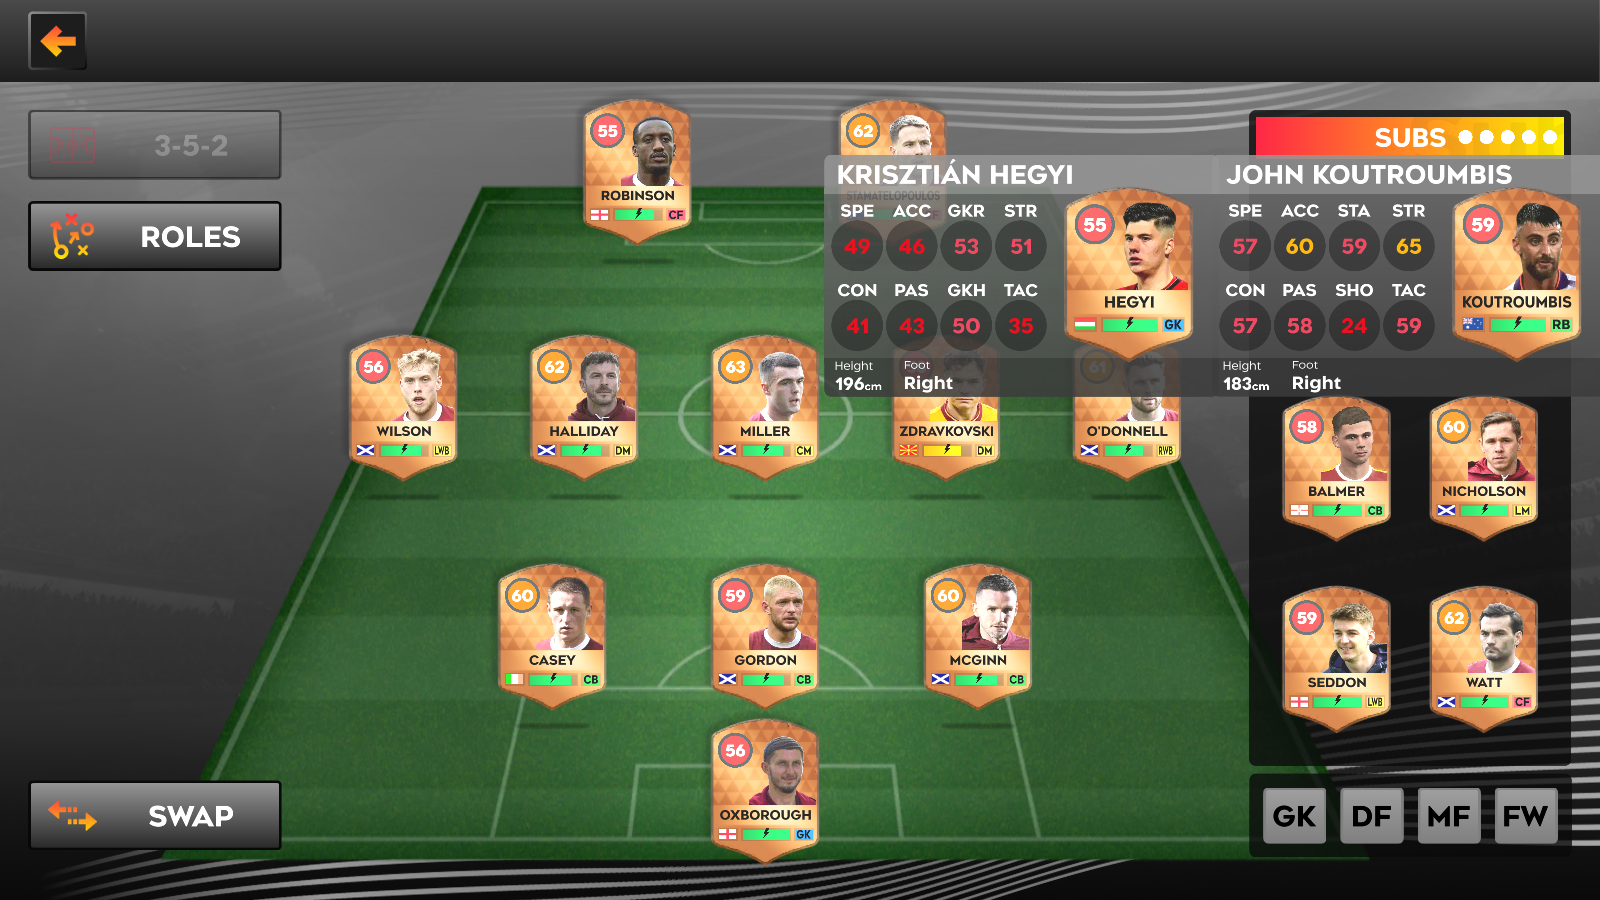 3-5-2
ROLES
SWAP
55
ROBINSON
CF
62
STAMATELOPOULOS
56
WILSON
LWB
62
HALLIDAY
DM
63
MILLER
CM
ZDRAVKOVSKI
DM
61
O'DONNELL
RWB
60
CASEY
CB
59
GORDON
CB
60
MCGINN
CB
56
OXBOROUGH
GK
KRISZTIÁN HEGYI
SPE ACC GKR STR
49 46 53 51
CON PAS GKH TAC
41 43 50 35
Height Foot
196cm Right
55
HEGYI
GK
SUBS
JOHN KOUTROUMBIS
SPE ACC STA STR
57 60 59 65
CON PAS SHO TAC
57 58 24 59
Height Foot
183cm Right
59
KOUTROUMBIS
RB
58
BALMER
CB
60
NICHOLSON
LM
59
SEDDON
LWB
62
WATT
CF
GK DF MF FW